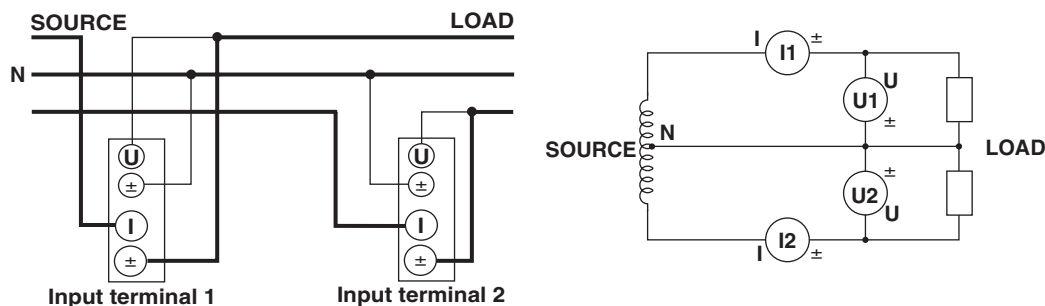 SOURCE
LOAD
N
U
±
I
±
Input terminal 1
U
±
I
±
Input terminal 2
I
I1
±
U1
U
±
N
SOURCE
LOAD
±
U2
U
I
I2
±